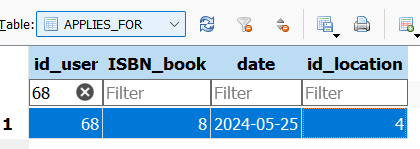 Table: APPLIES_FOR
id_user ISBN_book date id_location
68 Filter Filter Filter
1 68 8 2024-05-25 4